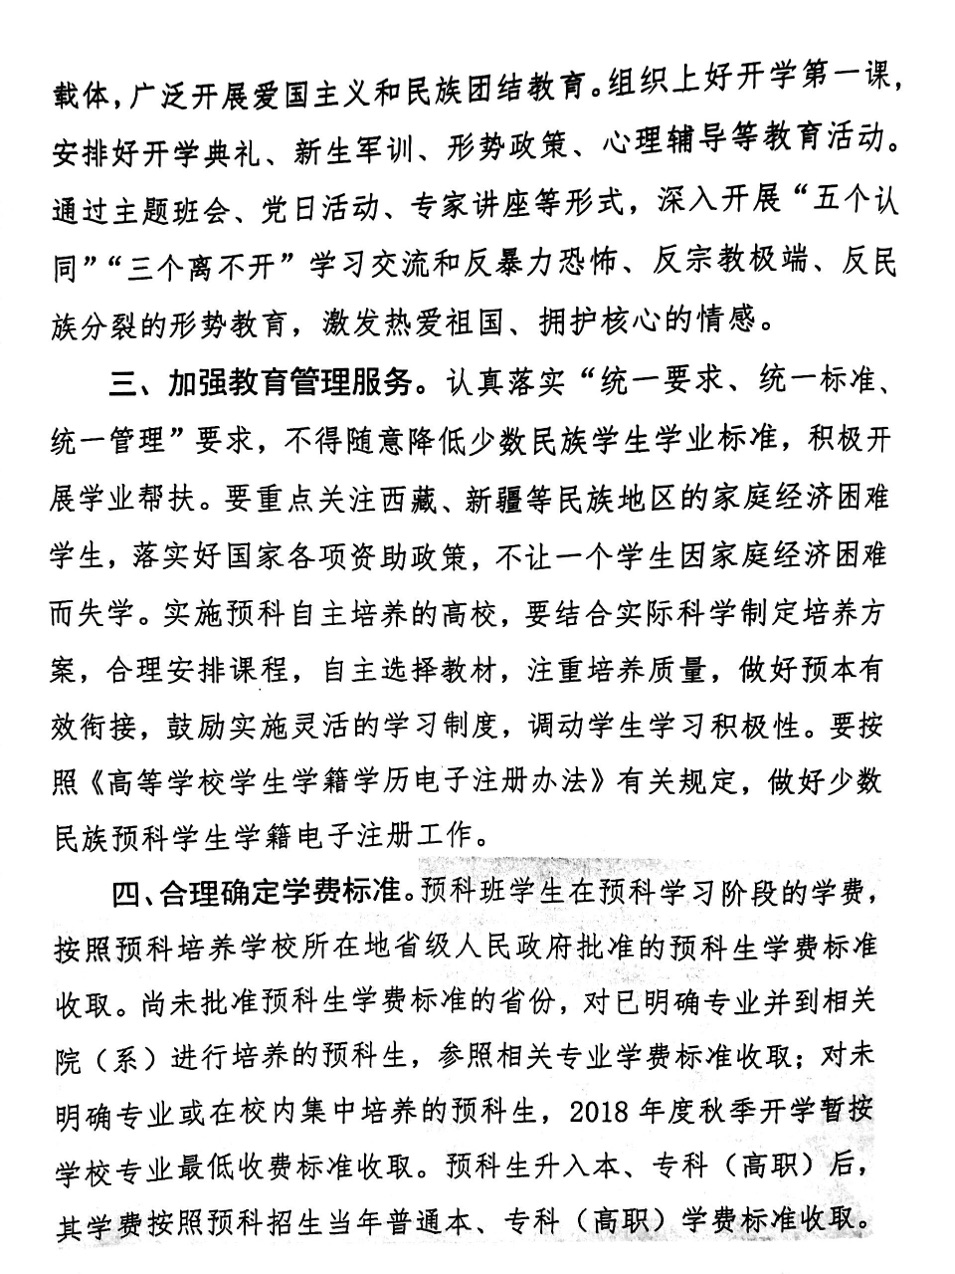 载体，广泛开展爱国主义和民族团结教育。组织上好开学第一课，
安排好开学典礼、新生军训、形势政策、心理辅导等教育活动。
通过主题班会、党日活动、专家讲座等形式，深入开展“五个认
同”“三个离不开”学习交流和反暴力恐怖、反宗教极端、反民
族分裂的形势教育，激发热爱祖国、拥护核心的情感。
三、加强教育管理服务。认真落实“统一要求、统一标准、
统一管理”要求，不得随意降低少数民族学生学业标准，积极开
展学业帮扶。要重点关注西藏、新疆等民族地区的家庭经济困难
学生，落实好国家各项资助政策，不让一个学生因家庭经济困难
而失学。实施预科自主培养的高校，要结合实际科学制定培养方
案，合理安排课程，自主选择教材，注重培养质量，做好预本有
效衔接，鼓励实施灵活的学习制度，调动学生学习积极性。要按
照《高等学校学生学籍学历电子注册办法》有关规定，做好少数
民族预科学生学籍电子注册工作。
四、合理确定学费标准。预科班学生在预科学习阶段的学费，
按照预科培养学校所在地省级人民政府批准的预科生学费标准
收取。尚未批准预科生学费标准的省份，对已明确专业并到相关
院（系）进行培养的预科生，参照相关专业学费标准收取；对未
明确专业或在校内集中培养的预科生，2018 年度秋季开学暂按
学校专业最低收费标准收取。预科生升入本、专科（高职）后，
其学费按照预科招生当年普通本、专科（高职）学费标准收取。